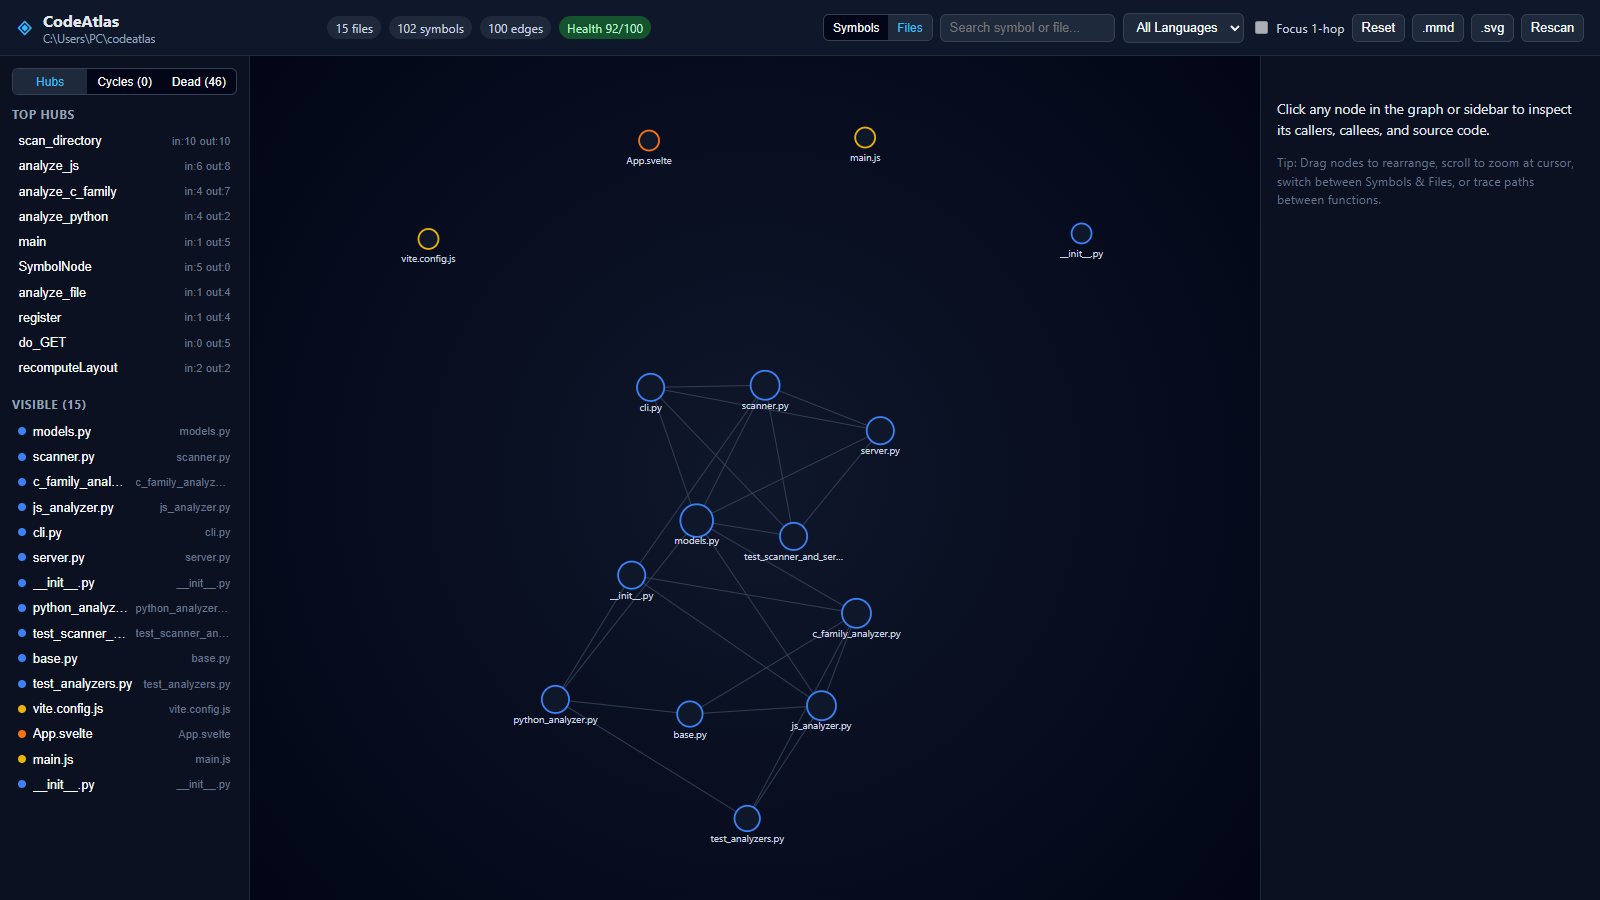 CodeAtlas
C:\Users\PC\codeatlas
15 files
102 symbols
100 edges
Health 92/100
Symbols
Files
Search symbol or file...
All Languages
Focus 1-hop
Reset
.mmd
.svg
Rescan
Hubs
Cycles (0)
Dead (46)
TOP HUBS
scan_directory in:10 out:10
analyze_js in:6 out:8
analyze_c_family in:4 out:7
analyze_python in:4 out:2
main in:1 out:5
SymbolNode in:5 out:0
analyze_file in:1 out:4
register in:1 out:4
do_GET in:0 out:5
recomputeLayout in:2 out:2
VISIBLE (15)
models.py models.py
scanner.py scanner.py
c_family_anal... c_family_analyz...
js_analyzer.py js_analyzer.py
cli.py cli.py
server.py server.py
__init__.py __init__.py
python_analyz... python_analyzer...
test_scanner_... test_scanner_an...
base.py base.py
test_analyzers.py test_analyzers.py
vite.config.js vite.config.js
App.svelte App.svelte
main.js main.js
__init__.py __init__.py
App.svelte
main.js
vite.config.js
__init__.py
cli.py
scanner.py
server.py
models.py
test_scanner_and_ser...
__init__.py
c_family_analyzer.py
python_analyzer.py
base.py
js_analyzer.py
test_analyzers.py
Click any node in the graph or sidebar to inspect
its callers, callees, and source code.
Tip: Drag nodes to rearrange, scroll to zoom at cursor,
switch between Symbols & Files, or trace paths
between functions.